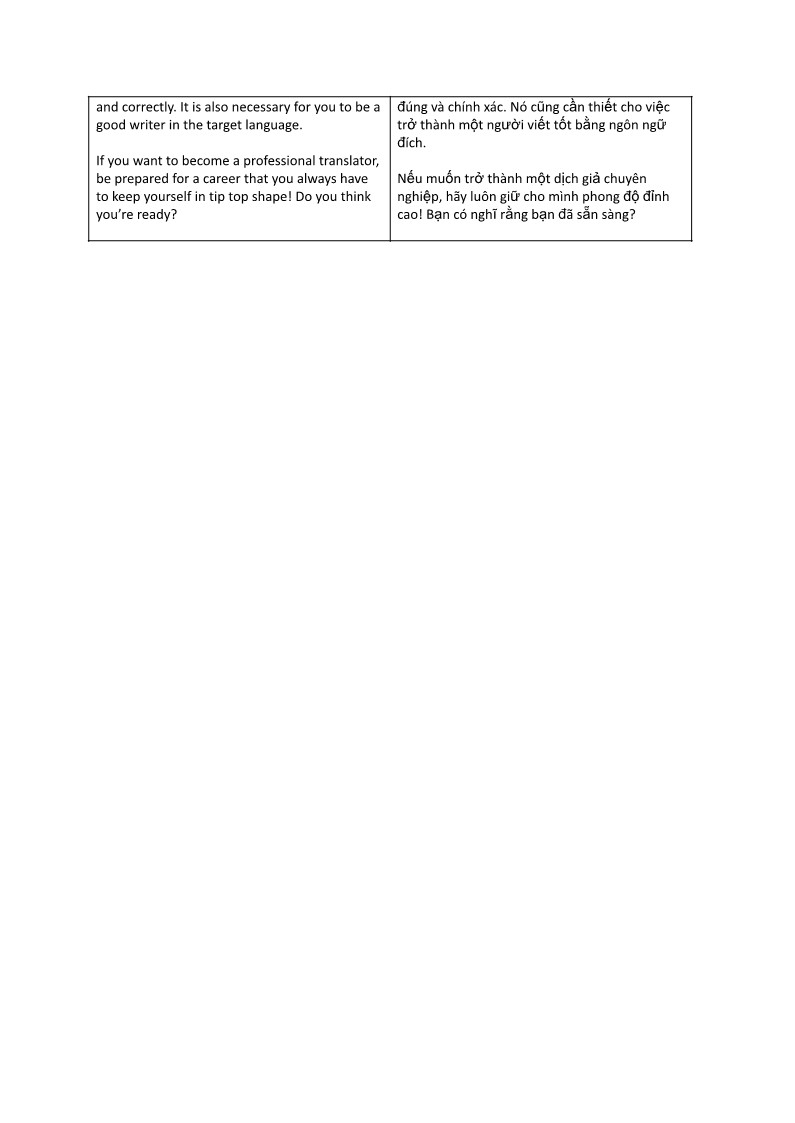 and correctly. It is also necessary for you to be a
good writer in the target language.
If you want to become a professional translator,
be prepared for a career that you always have
to keep yourself in tip top shape! Do you think
you’re ready?
đúng và chính xác. Nó cũng cần thiết cho việc
trở thành một người viết tốt bằng ngôn ngữ
đích.
Nếu muốn trở thành một dịch giả chuyên
nghiệp, hãy luôn giữ cho mình phong độ đỉnh
cao! Bạn có nghĩ rằng bạn đã sẵn sàng?